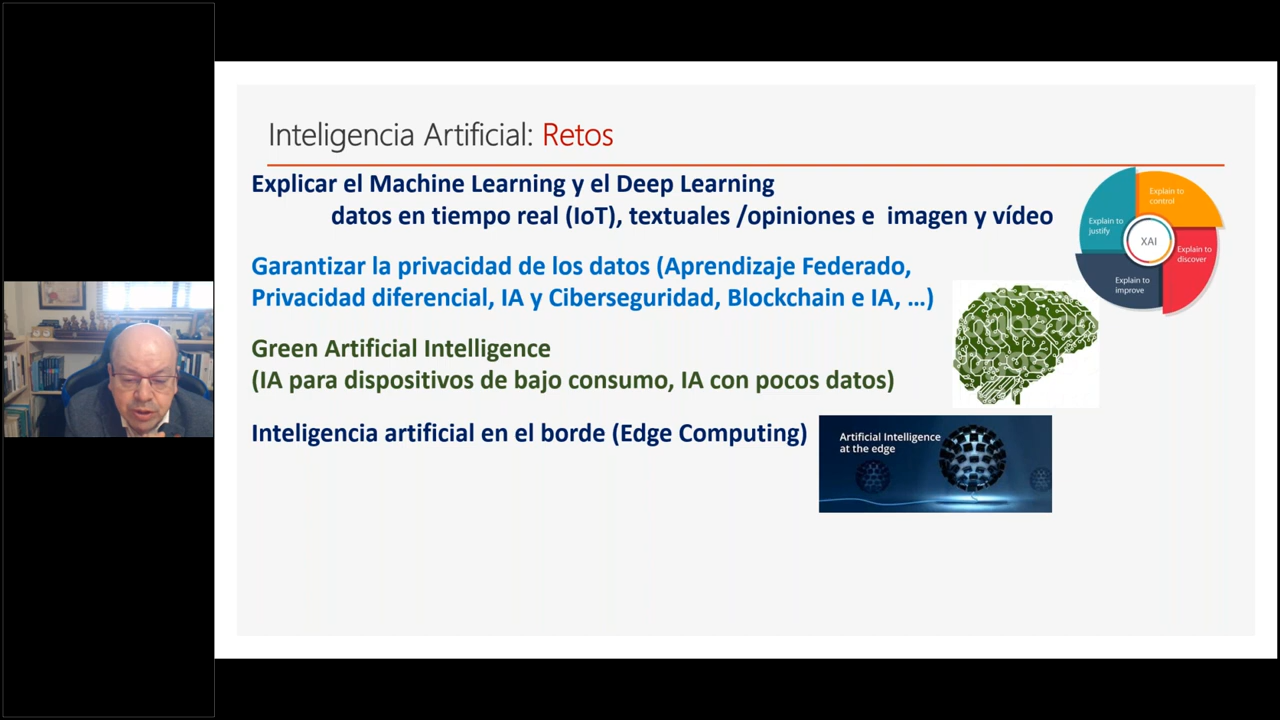 Inteligencia Artificial: Retos
Explicar el Machine Learning y el Deep Learning
datos en tiempo real (IoT), textuales /opiniones e imagen y vídeo
Explain to
control
Explain to
justify
XAI
Explain to
discover
Explain to
improve
Garantizar la privacidad de los datos (Aprendizaje Federado,
Privacidad diferencial, IA y Ciberseguridad, Blockchain e IA, ...)
Green Artificial Intelligence
(IA para dispositivos de bajo consumo, IA con pocos datos)
Inteligencia artificial en el borde (Edge Computing)
Artificial Intelligence
at the edge